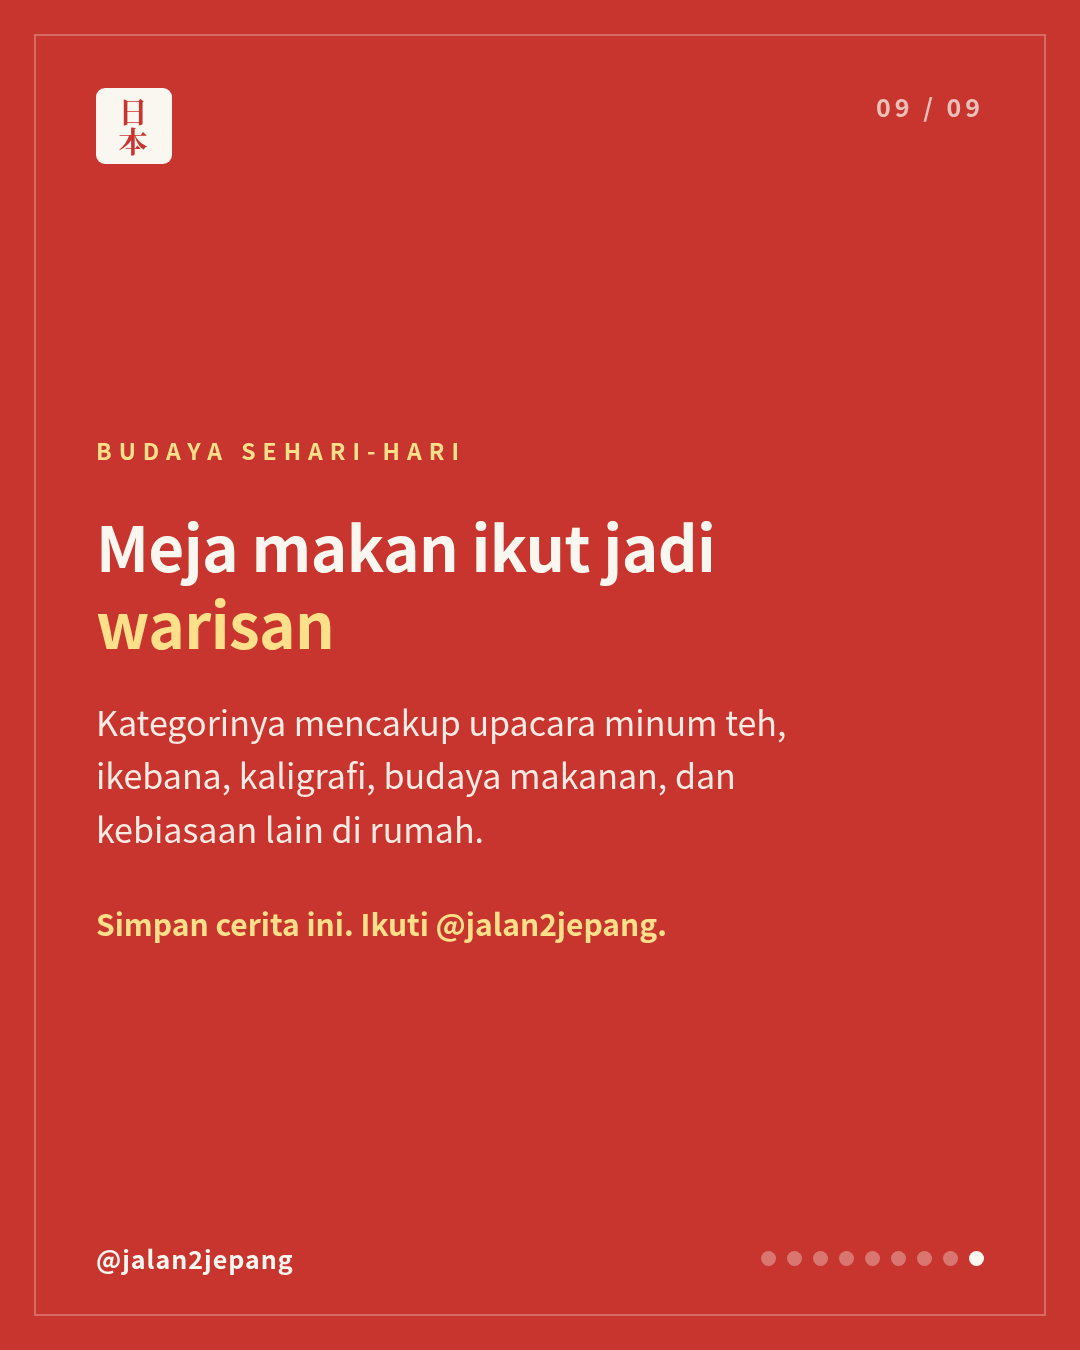 日本
09 / 09
BUDAYA SEHARI-HARI
Meja makan ikut jadi
warisan
Kategorinya mencakup upacara minum teh,
ikebana, kaligrafi, budaya makanan, dan
kebiasaan lain di rumah.
Simpan cerita ini. Ikuti @jalan2jepang.
@jalan2jepang